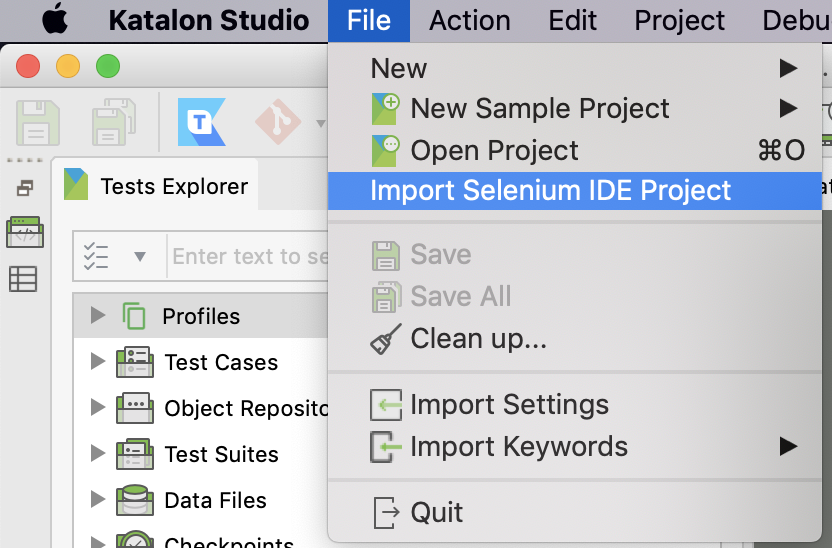 Katalon Studio File Action Edit Project Debu
New
New Sample Project
Open Project ⌘O
Import Selenium IDE Project
Save
Save All
Clean up...
Import Settings
Import Keywords
Quit
T
Tests Explorer
Enter text to se
Profiles
Test Cases
Object Reposito
Test Suites
Data Files
Checkpoints